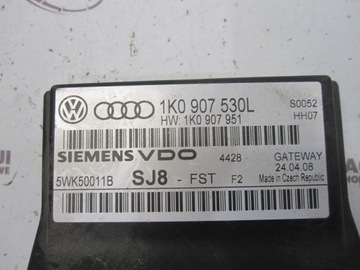 1K0 907 530L S0052
HW: 1K0 907 951 HH07
SIEMENS VDO 4428 GATEWAY
24.04.08
5WK50011B SJ8 - FST F2 Made in Czech Republic